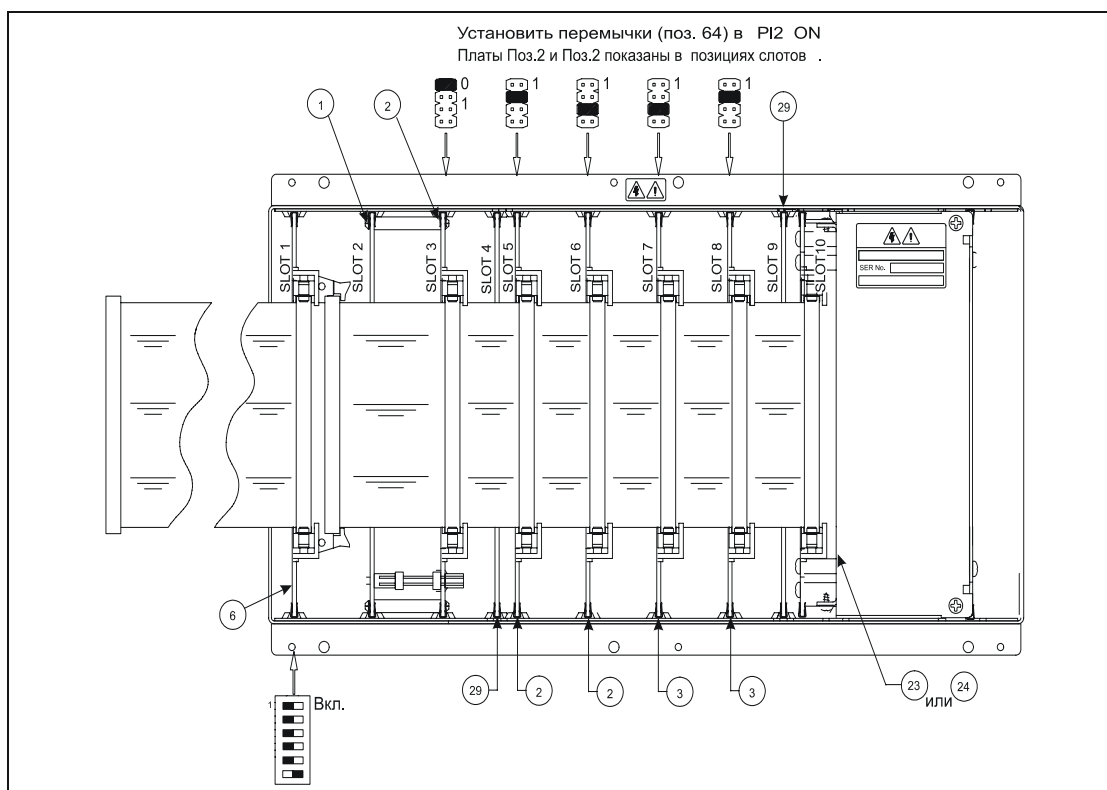 Установить перемычки (поз. 64) в PI2 ON
Платы Поз.2 и Поз.2 показаны в позициях слотов .
0
1
1
1
1
1
1
2
29
SLOT 1
SLOT 2
SLOT 3
SLOT 4
SLOT 5
SLOT 6
SLOT 7
SLOT 8
SLOT 9
SLOT10
SER No.
6
29
2
2
3
3
23
или
24
1
Вкл.